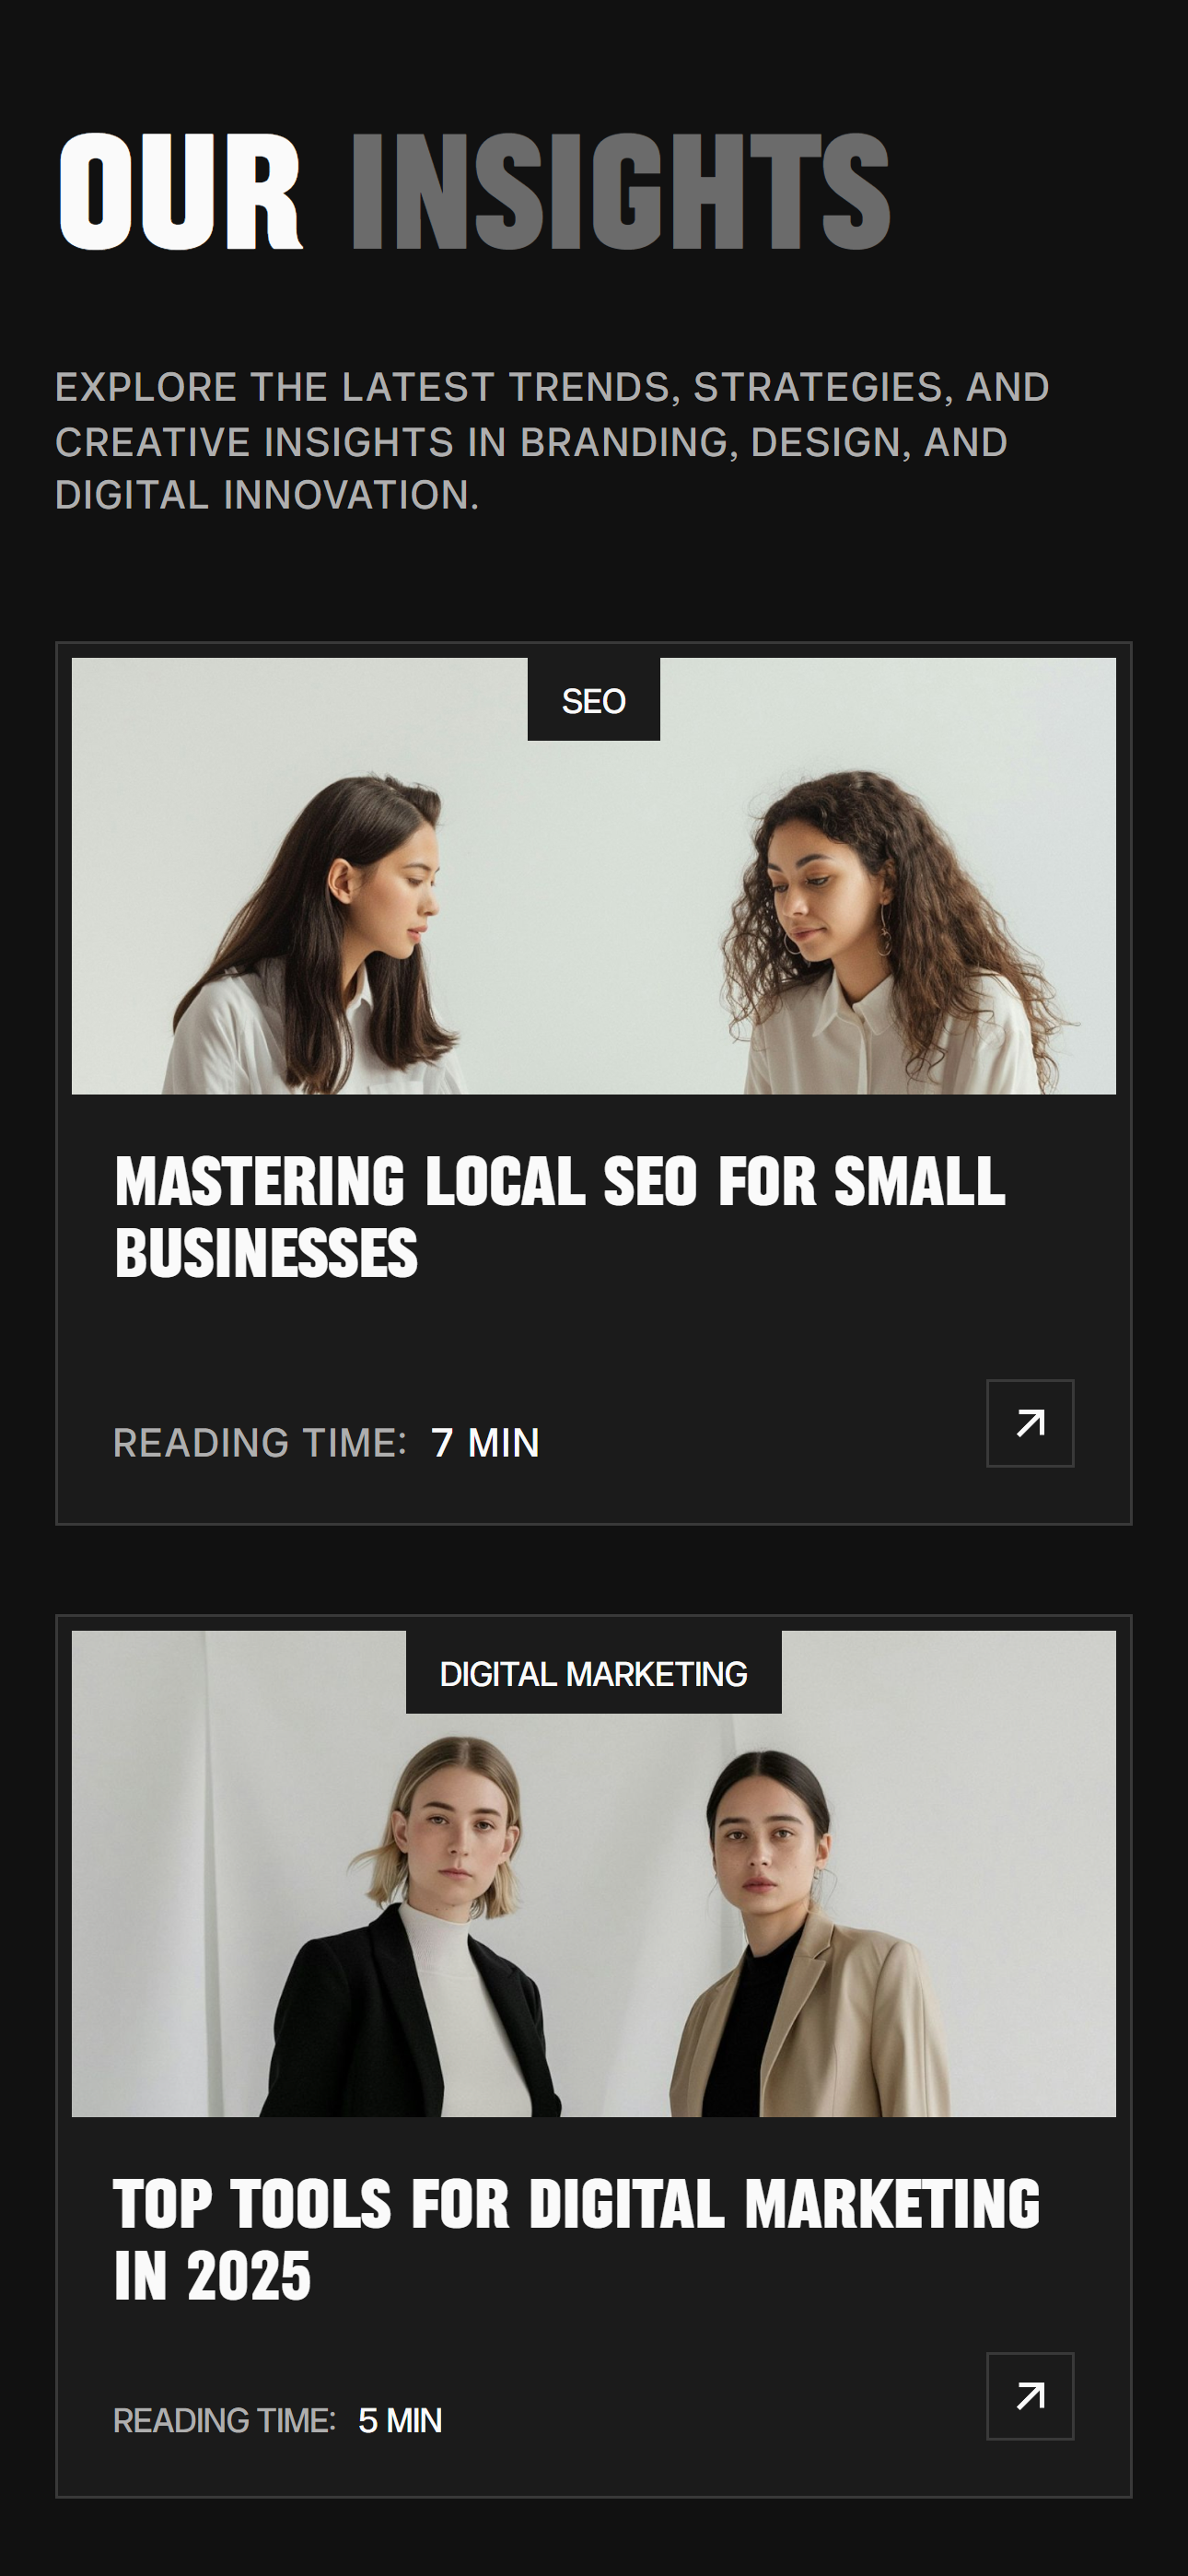 OUR INSIGHTS
EXPLORE THE LATEST TRENDS, STRATEGIES, AND
CREATIVE INSIGHTS IN BRANDING, DESIGN, AND
DIGITAL INNOVATION.
SEO
MASTERING LOCAL SEO FOR SMALL
BUSINESSES
READING TIME: 7 MIN
DIGITAL MARKETING
TOP TOOLS FOR DIGITAL MARKETING
IN 2025
READING TIME: 5 MIN